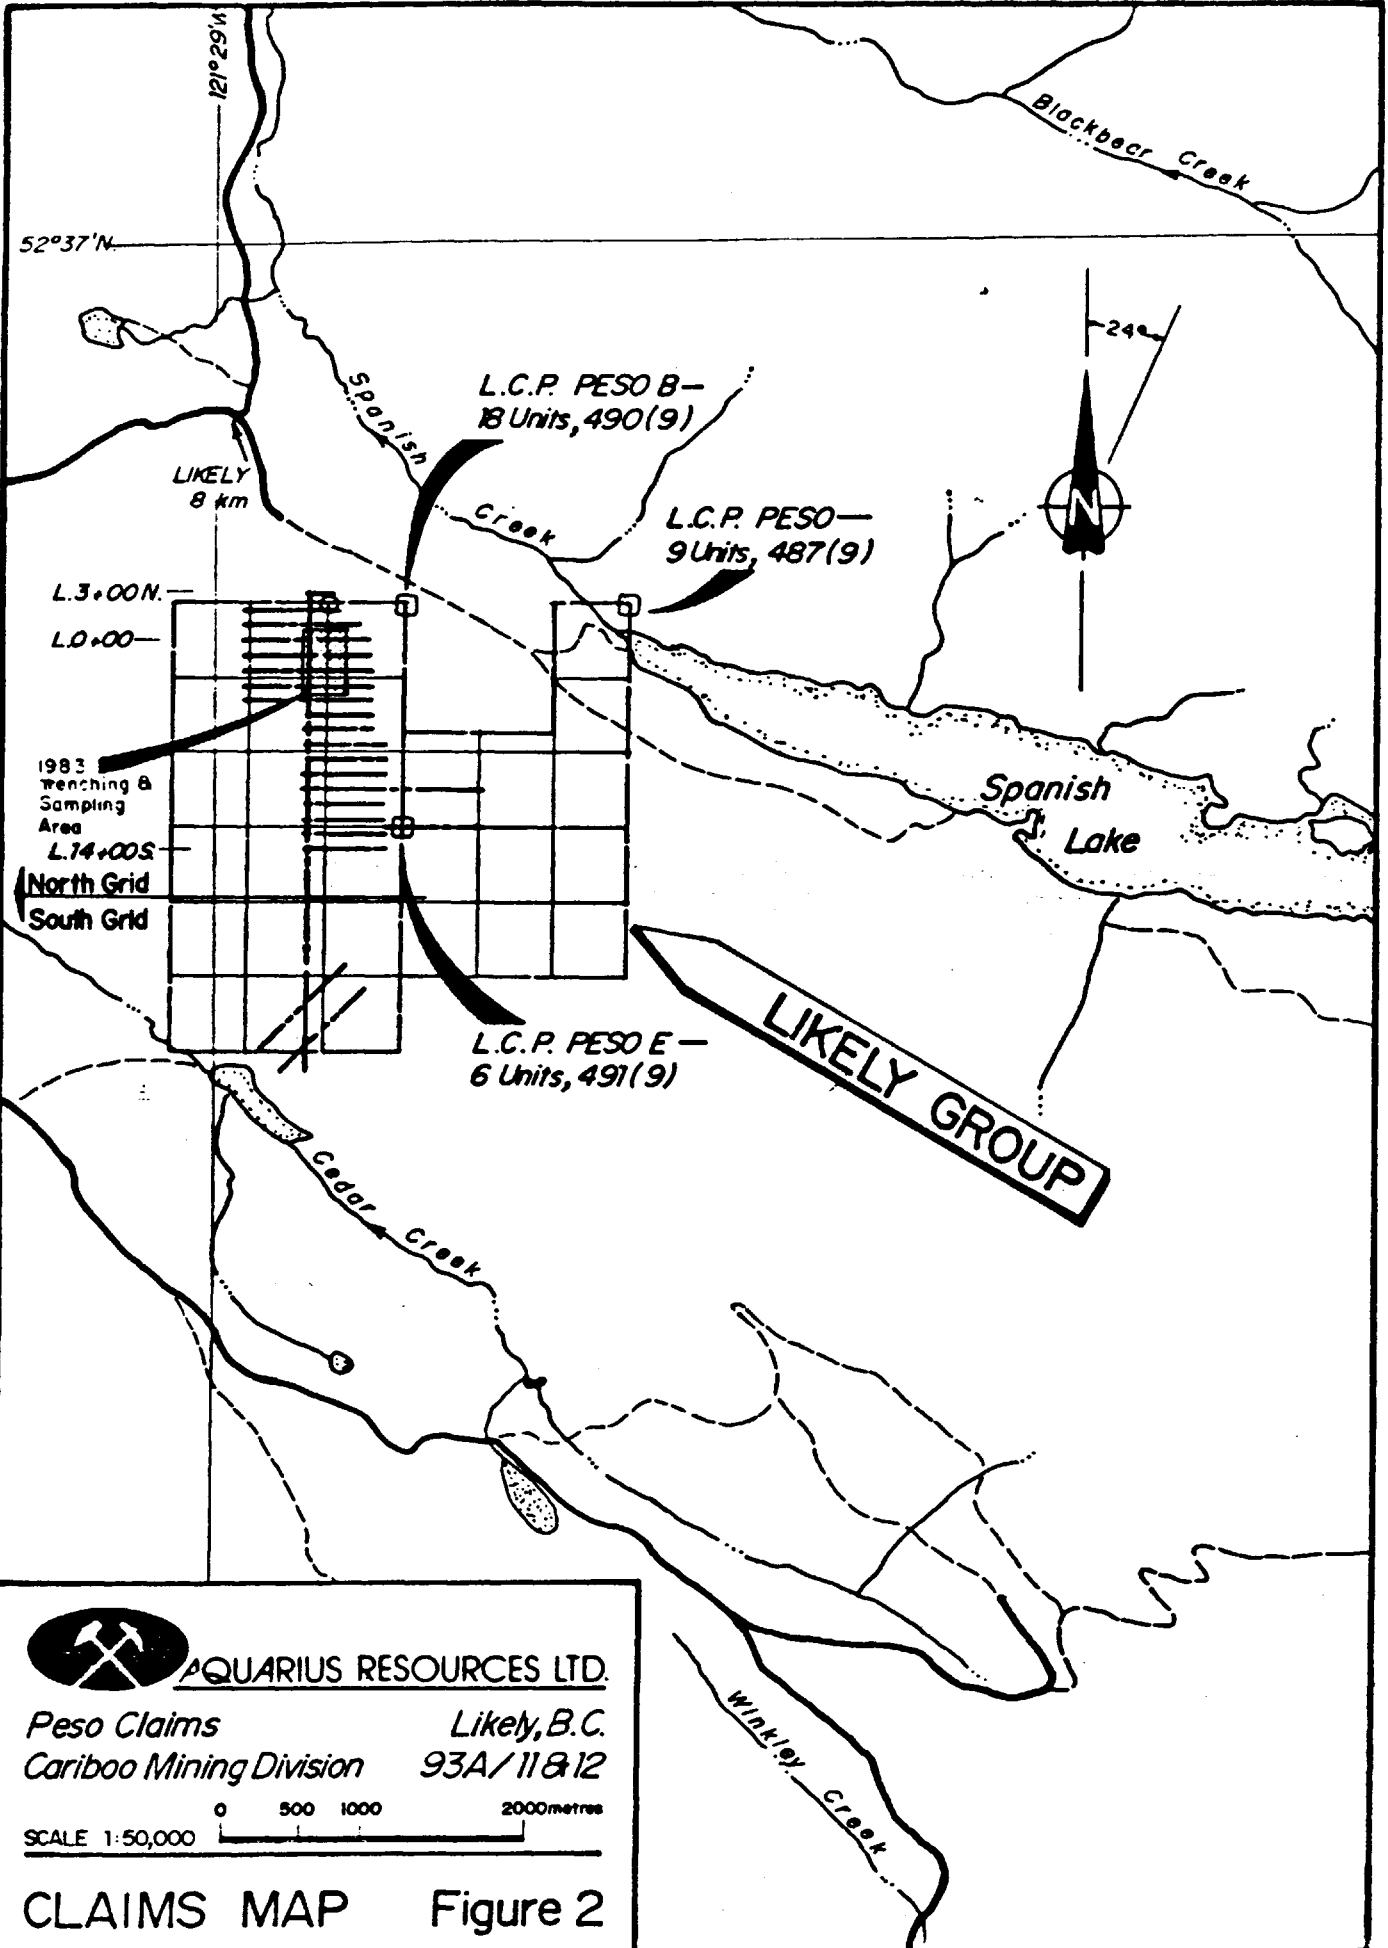 121°29'W
Blackbear Creek
52°37'N
24°
Spanish Creek
L.C.P. PESO B—
18 Units, 490(9)
LIKELY
8 km
L.C.P. PESO—
9 Units, 487(9)
N
L.3+00N.—
L.0+00—
1983
Trenching &
Sampling
Area
L.14+00S.
North Grid
South Grid
Spanish
Lake
L.C.P. PESO E—
6 Units, 491(9)
LIKELY GROUP
Cedar Creek
Winkley Creek
AQUARIUS RESOURCES LTD.
Peso Claims Likely, B.C.
Cariboo Mining Division 93A/11&12
0 500 1000 2000metres
SCALE 1:50,000
CLAIMS MAP Figure 2